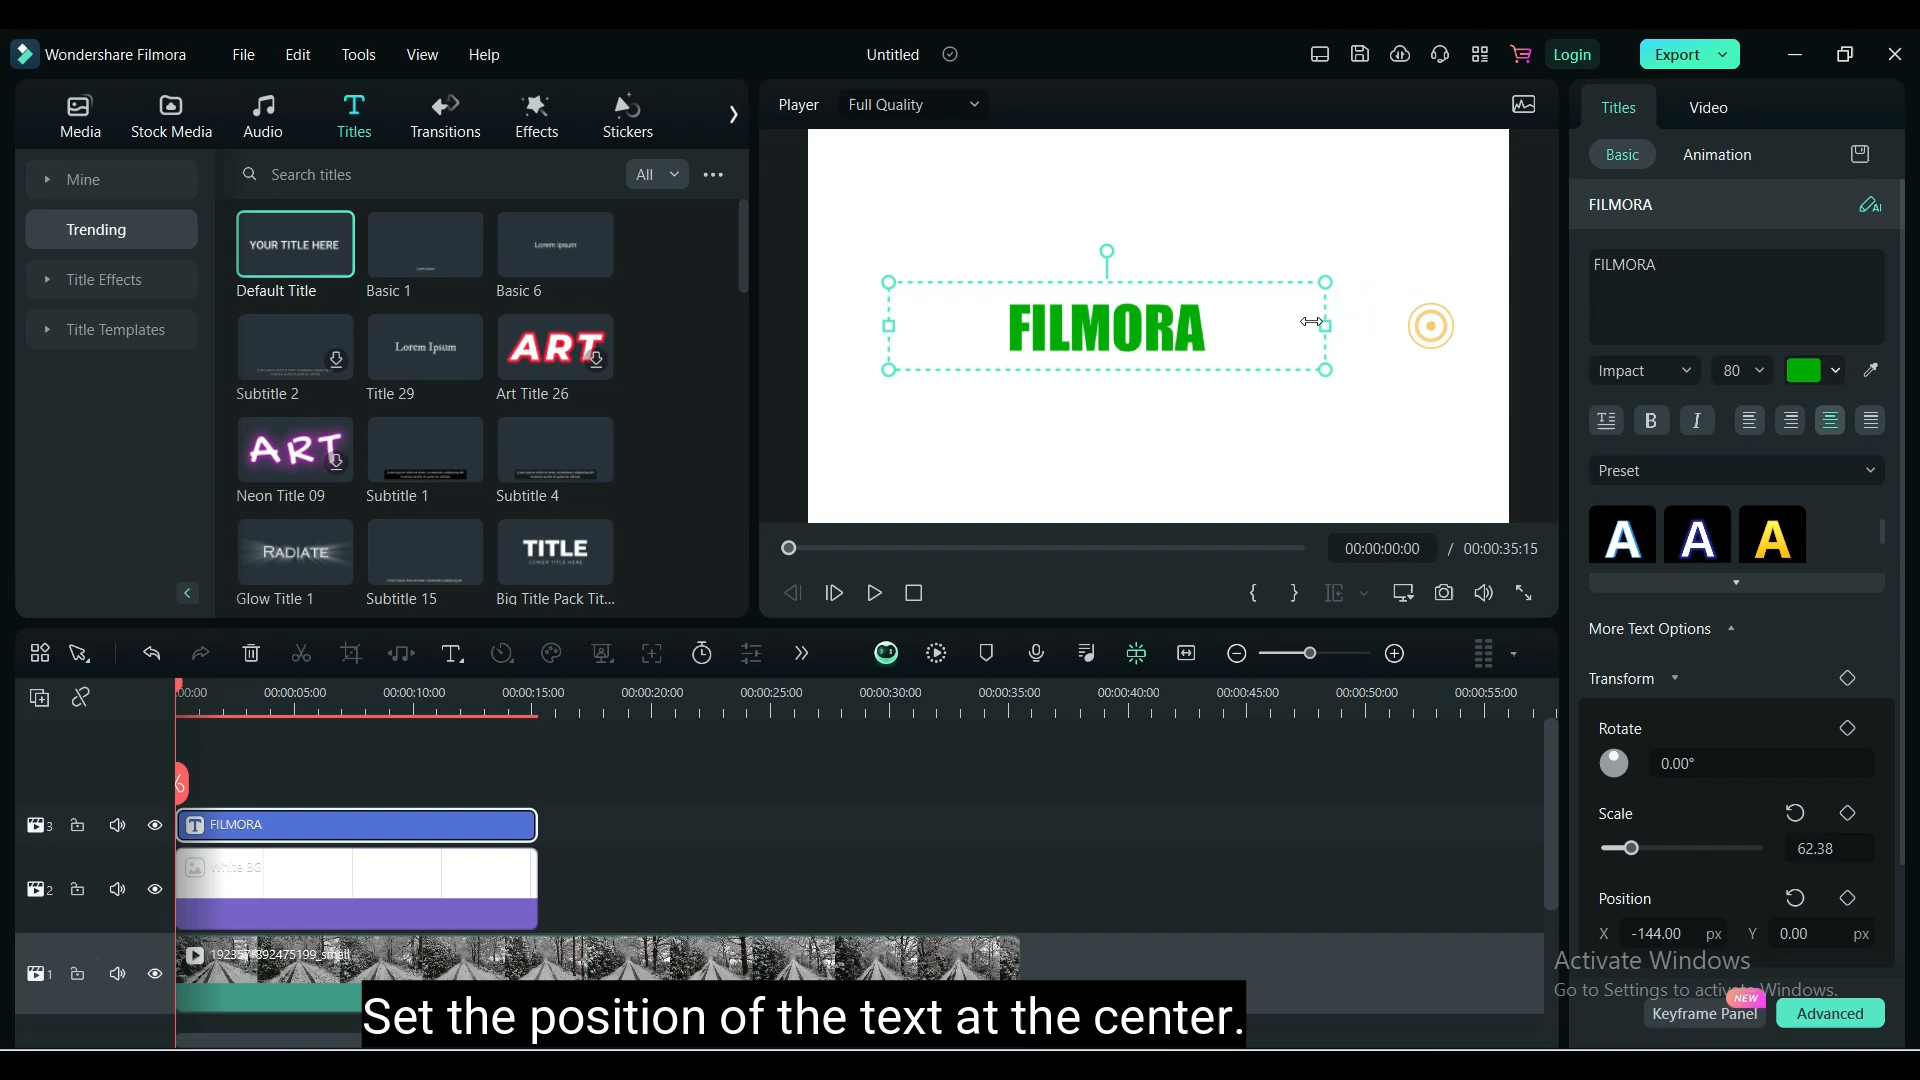 Wondershare Filmora File Edit Tools View Help Untitled Login Export
Media Stock Media Audio Titles Transitions Effects Stickers
Player Full Quality
Titles Video
Basic Animation
Mine
Trending
Title Effects
Title Templates
Search titles All
YOUR TITLE HERE Lorem Ipsum
Default Title Basic 1 Basic 6
Lorem Ipsum ART
Subtitle 2 Title 29 Art Title 26
ART
Neon Title 09 Subtitle 1 Subtitle 4
RADIATE TITLE
LOWER TITLE HERE
Glow Title 1 Subtitle 15 Big Title Pack Tit...
FILMORA
00:00:00:00 / 00:00:35:15
FILMORA
AI
FILMORA
Impact 80
B I
Preset
A A A
More Text Options
Transform
Rotate
0.00°
Scale
62.38
Position
X -144.00 px Y 0.00 px
Activate Windows
Go to Settings to activate Windows.
NEW
Keyframe Panel Advanced
:00:00 00:00:05:00 00:00:10:00 00:00:15:00 00:00:20:00 00:00:25:00 00:00:30:00 00:00:35:00 00:00:40:00 00:00:45:00 00:00:50:00 00:00:55:00
3 T FILMORA
2 White BG
1 192357-892475199_small
Set the position of the text at the center.